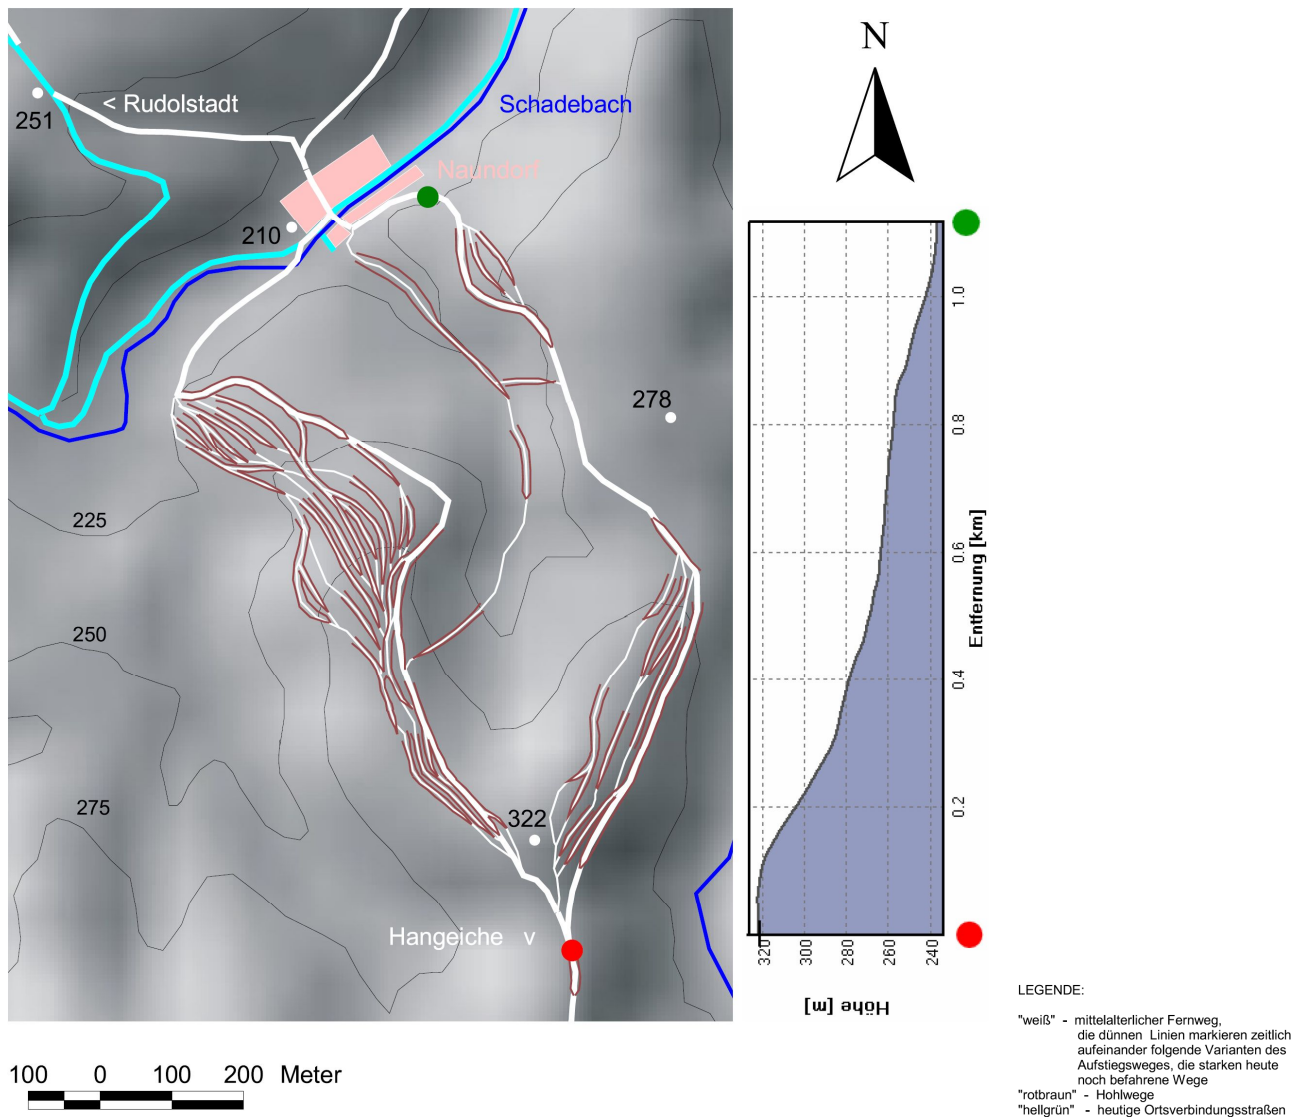 N
< Rudolstadt
251
Schadebach
Naundorf
210
278
225
250
275
322
Hangeiche v
1.0
0.8
0.6
0.4
0.2
Entfernung [km]
320
300
280
260
240
Höhe [m]
100 0 100 200 Meter
LEGENDE:
"weiß" - mittelalterlicher Fernweg,
die dünnen Linien markieren zeitlich
aufeinander folgende Varianten des
Aufstiegsweges, die starken heute
noch befahrene Wege
"rotbraun" - Hohlwege
"hellgrün" - heutige Ortsverbindungsstraßen